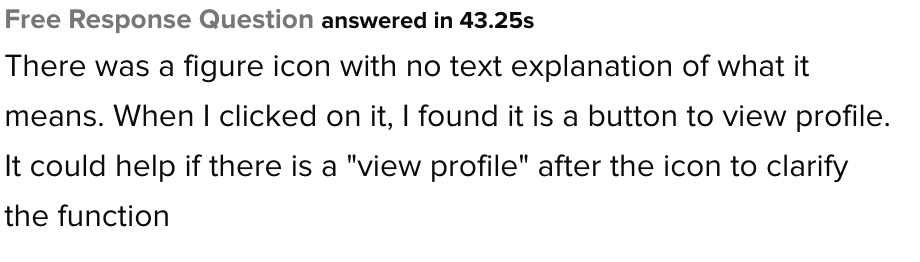 Free Response Question answered in 43.25s
There was a figure icon with no text explanation of what it
means. When I clicked on it, I found it is a button to view profile.
It could help if there is a "view profile" after the icon to clarify
the function